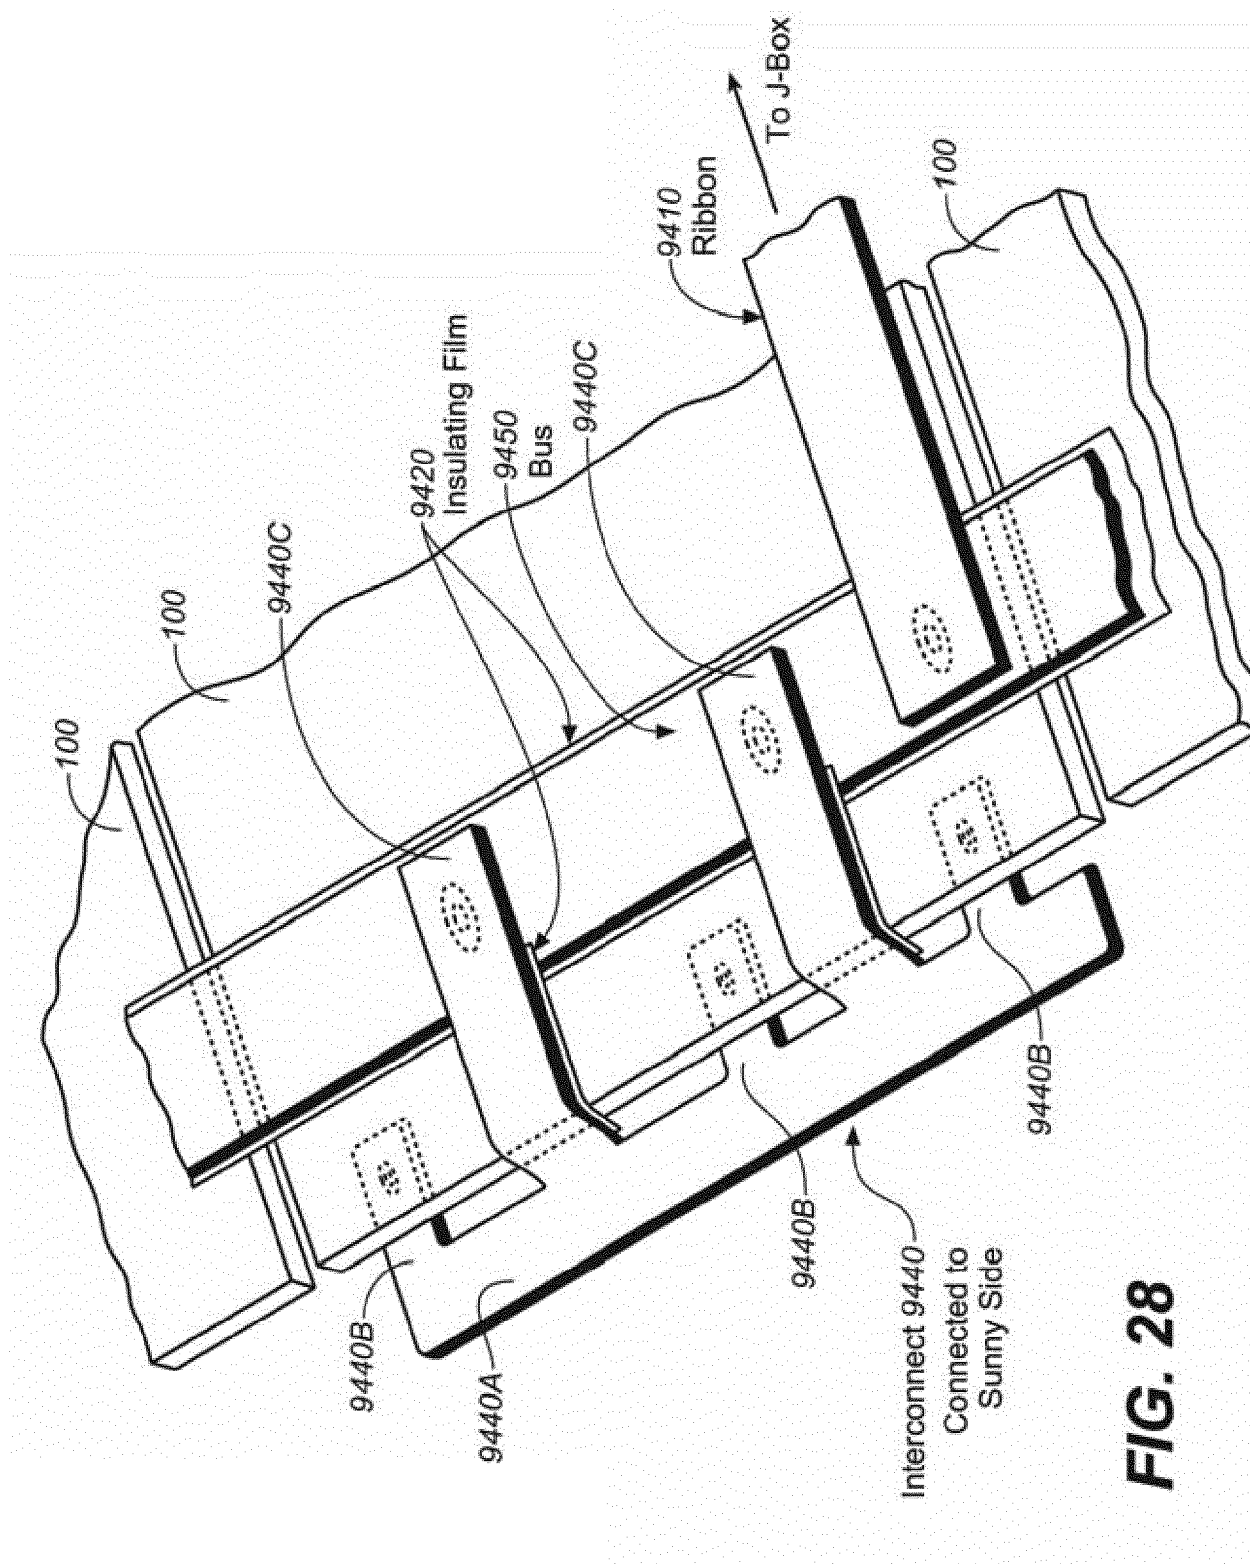 100
100
9440C
9420
Insulating Film
9450
Bus
9440C
9410
Ribbon
To J-Box
100
9440B
9440A
9440B
9440B
Interconnect 9440
Connected to
Sunny Side
FIG. 28